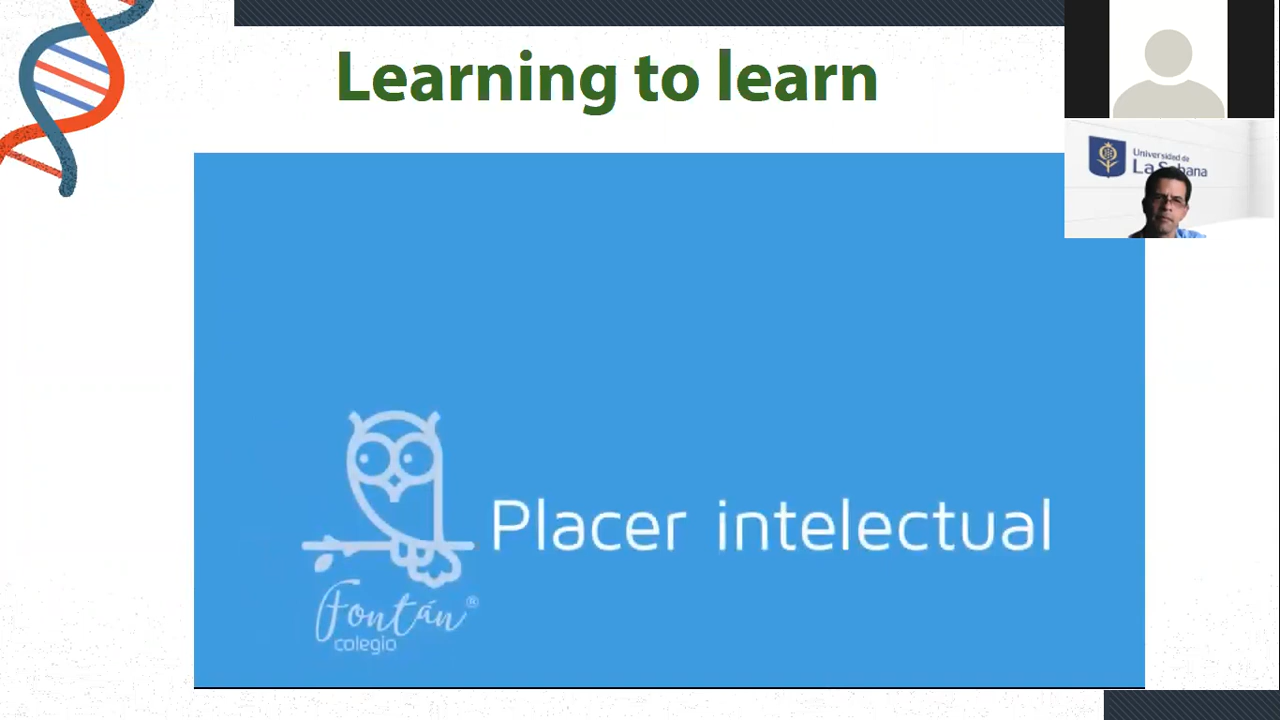 Learning to learn
Universidad de
La Sabana
Placer intelectual
Fontán®
colegio